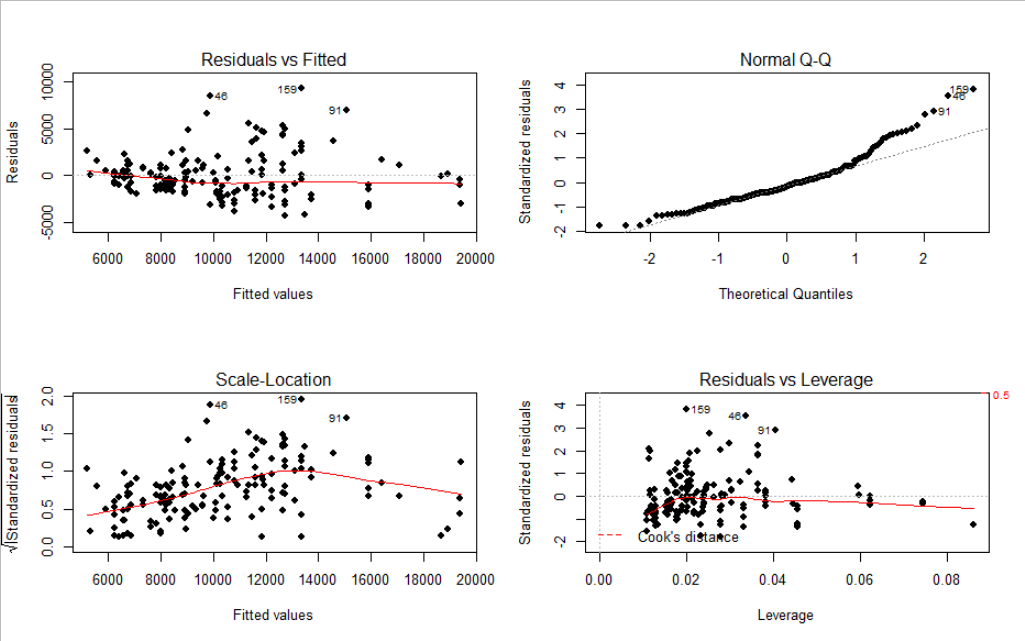 Residuals vs Fitted
Residuals
-5000 0 5000 10000
46
159
91
6000 8000 10000 12000 14000 16000 18000 20000
Fitted values
Normal Q-Q
Standardized residuals
-2 -1 0 1 2 3 4
159
46
91
-2 -1 0 1 2
Theoretical Quantiles
Scale-Location
√|Standardized residuals|
0.0 0.5 1.0 1.5 2.0
46
159
91
6000 8000 10000 12000 14000 16000 18000 20000
Fitted values
Residuals vs Leverage
Standardized residuals
-2 0 1 2 3 4
159
46
91
0.5
Cook's distance
0.00 0.02 0.04 0.06 0.08
Leverage